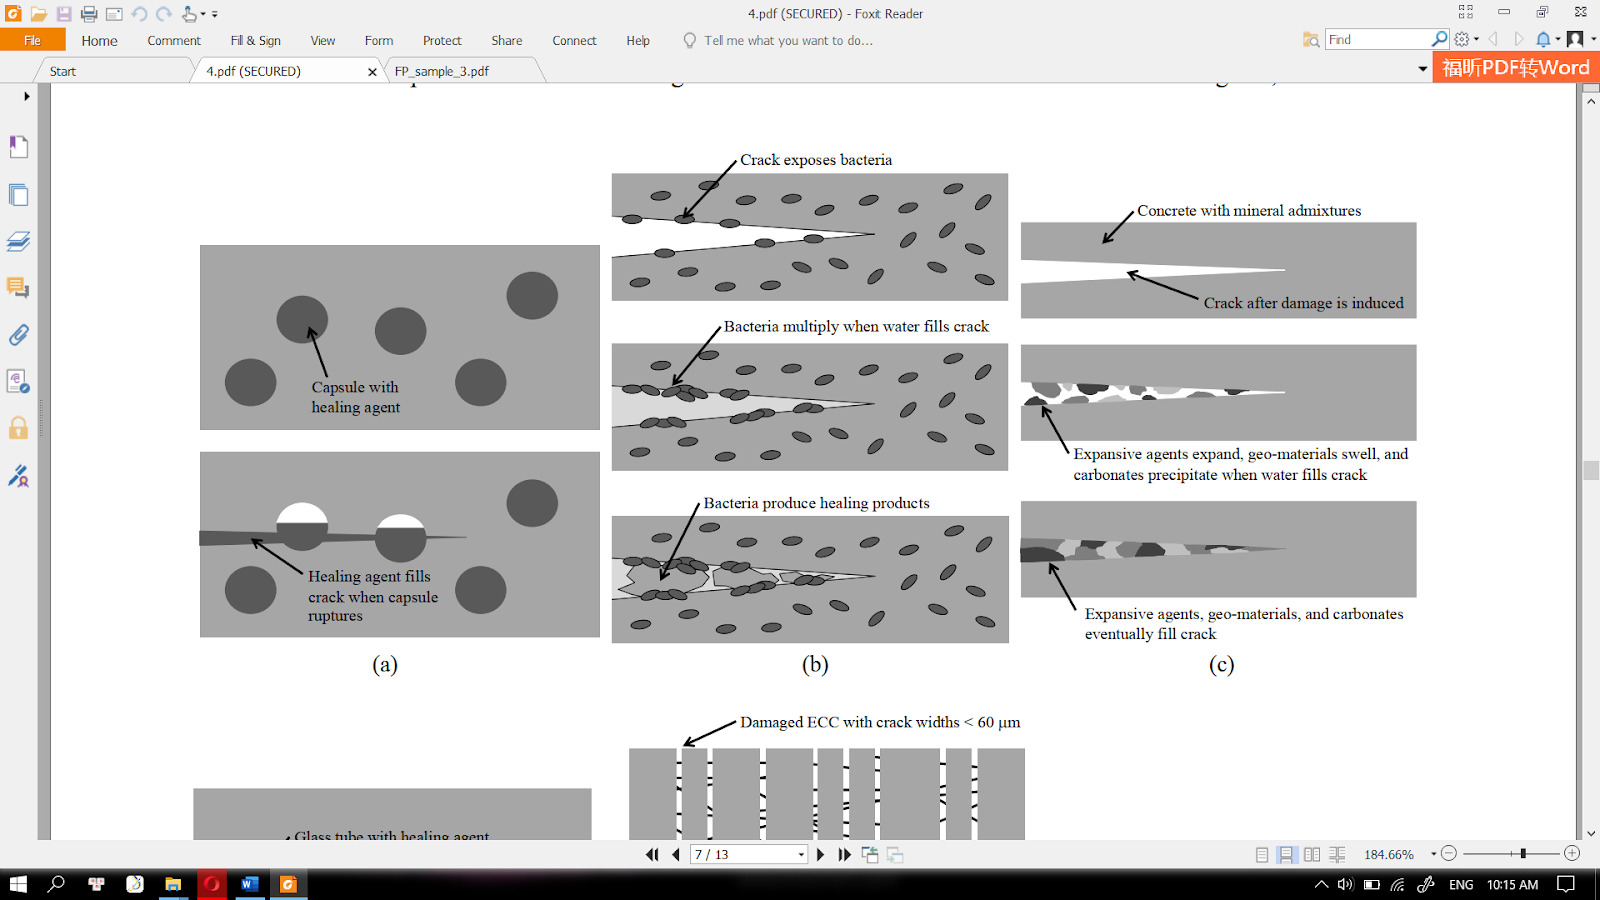 4.pdf (SECURED) - Foxit Reader
File Home Comment Fill & Sign View Form Protect Share Connect Help Tell me what you want to do... Find
Start 4.pdf (SECURED) FP_sample_3.pdf 福昕PDF转Word
Crack exposes bacteria
Capsule with
healing agent
Healing agent fills
crack when capsule
ruptures
(a)
Bacteria multiply when water fills crack
Bacteria produce healing products
(b)
Concrete with mineral admixtures
Crack after damage is induced
Expansive agents expand, geo-materials swell, and
carbonates precipitate when water fills crack
Expansive agents, geo-materials, and carbonates
eventually fill crack
(c)
Damaged ECC with crack widths < 60 μm
Glass tube with healing agent
7 / 13 184.66%
ENG 10:15 AM